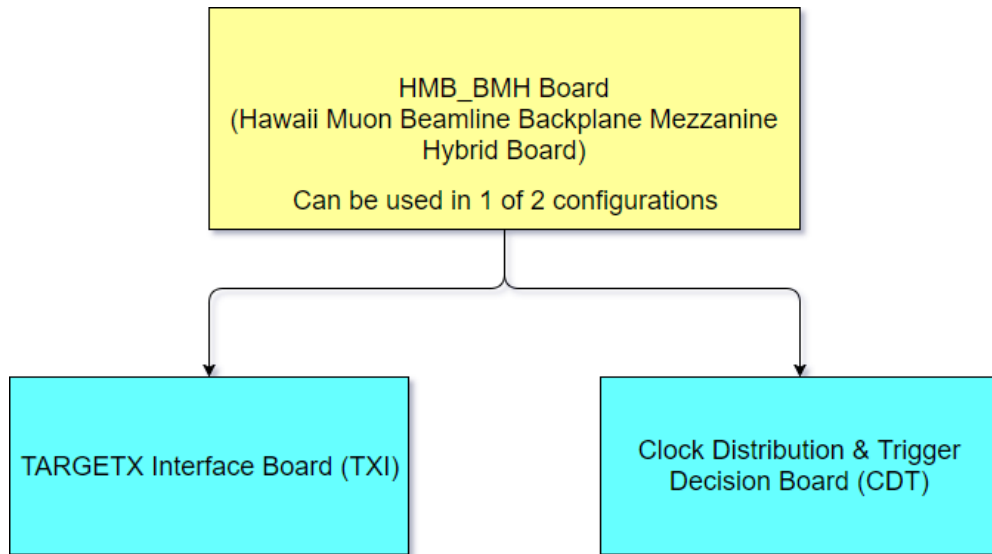 HMB_BMH Board
(Hawaii Muon Beamline Backplane Mezzanine
Hybrid Board)
Can be used in 1 of 2 configurations
TARGETX Interface Board (TXI)
Clock Distribution & Trigger
Decision Board (CDT)